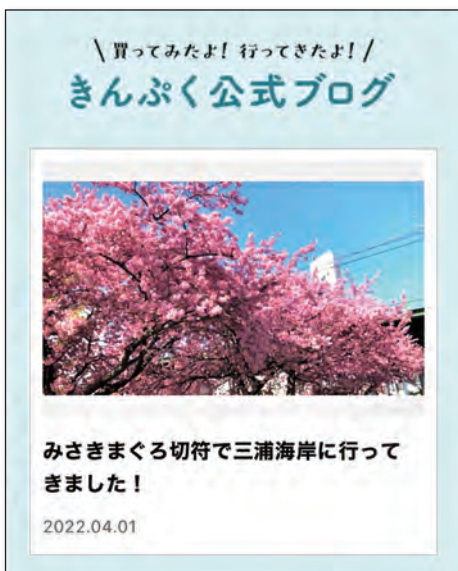 \ 買ってみたよ! 行ってきたよ! /
きんぷく公式ブログ
みさきまぐろ切符で三浦海岸に行って
きました！
2022.04.01